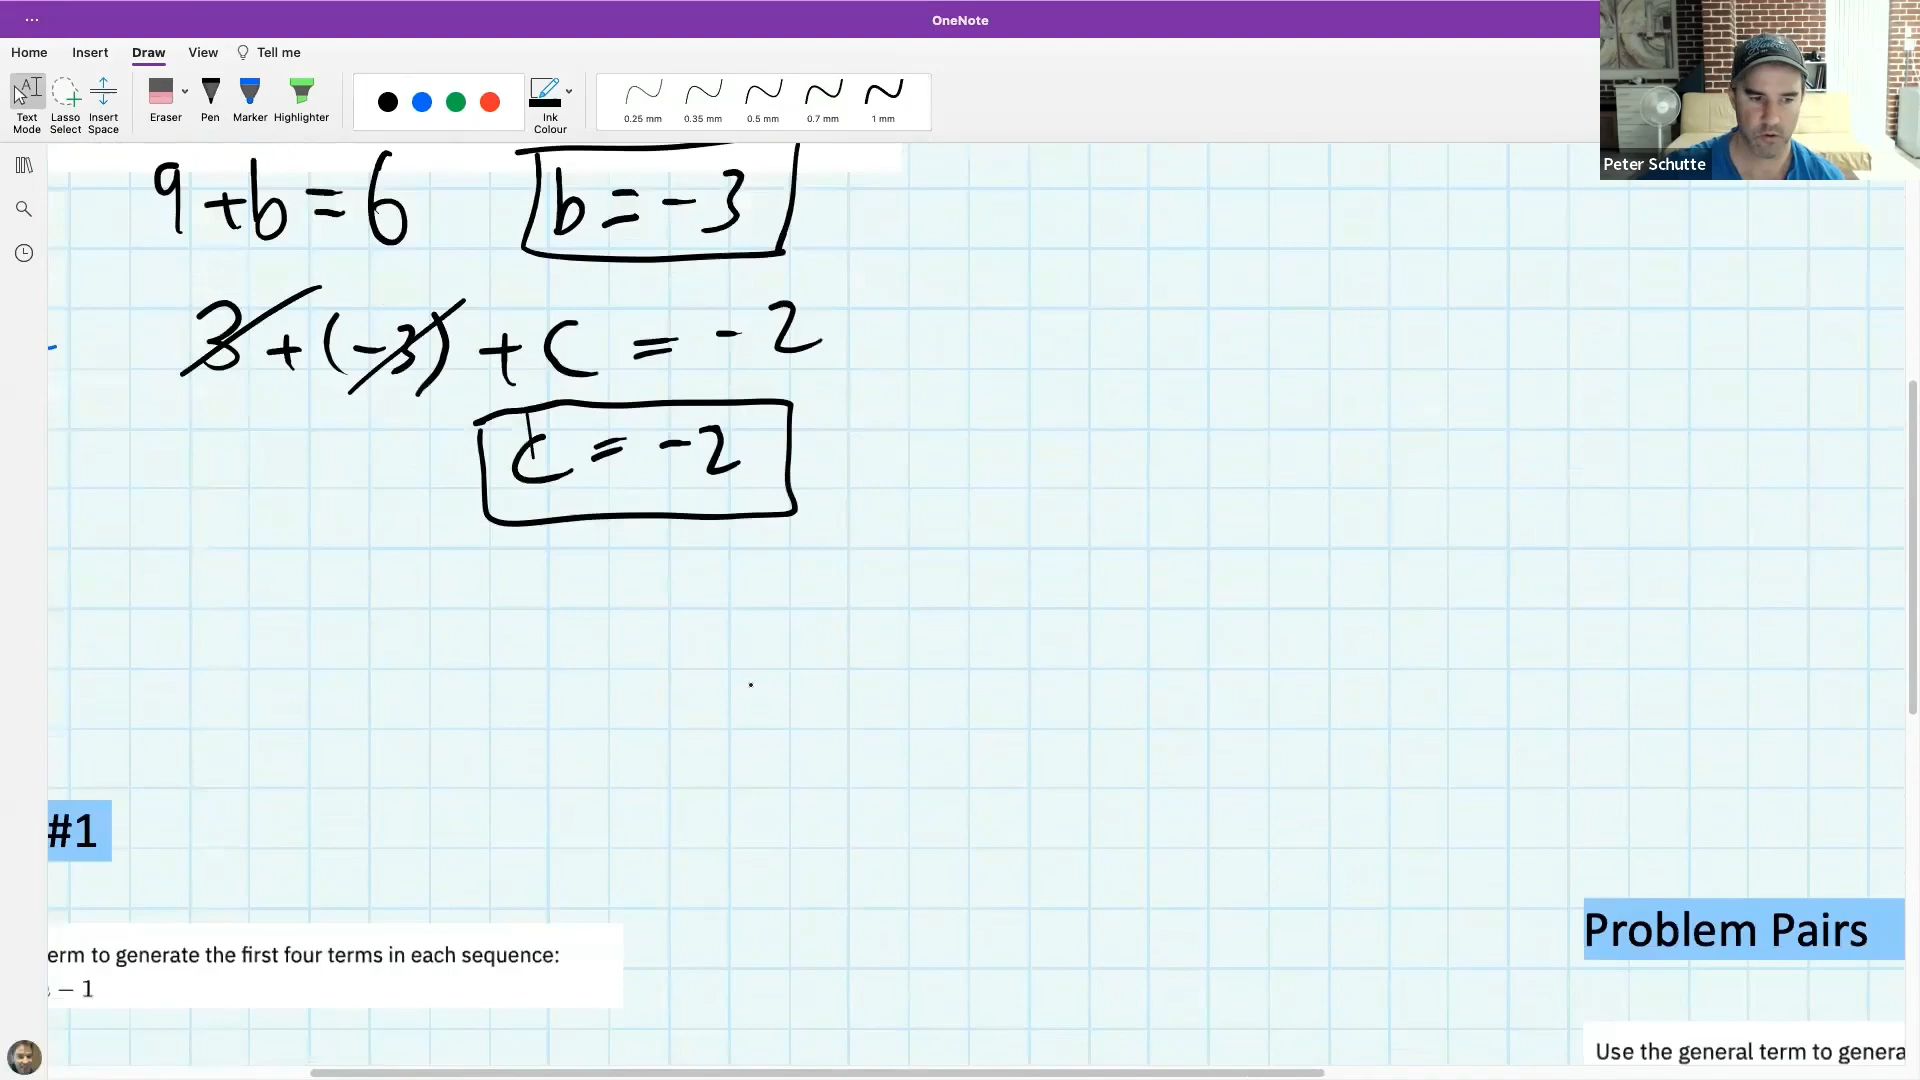 OneNote
Home Insert Draw View Tell me
Text Mode
Lasso Select
Insert Space
Eraser
Pen
Marker
Highlighter
Ink Colour
0.25 mm
0.35 mm
0.5 mm
0.7 mm
1 mm
Peter Schutte
9 + b = 6
b = -3
3 + (-3) + c = -2
c = -2
#1
erm to generate the first four terms in each sequence:
− 1
Problem Pairs
Use the general term to genera